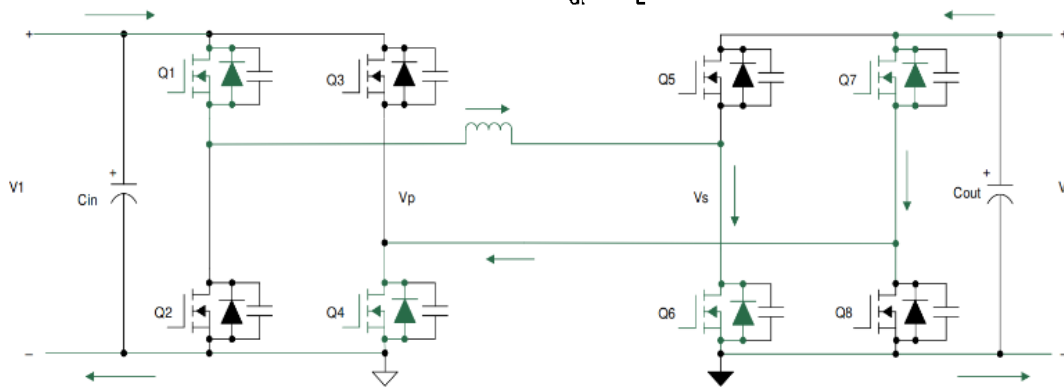 +
+
+
+
Q1
Q3
Q5
Q7
V1
+
Cin
Vp
Vs
+
Cout
V
Q2
Q4
Q6
Q8
–
–
–
–